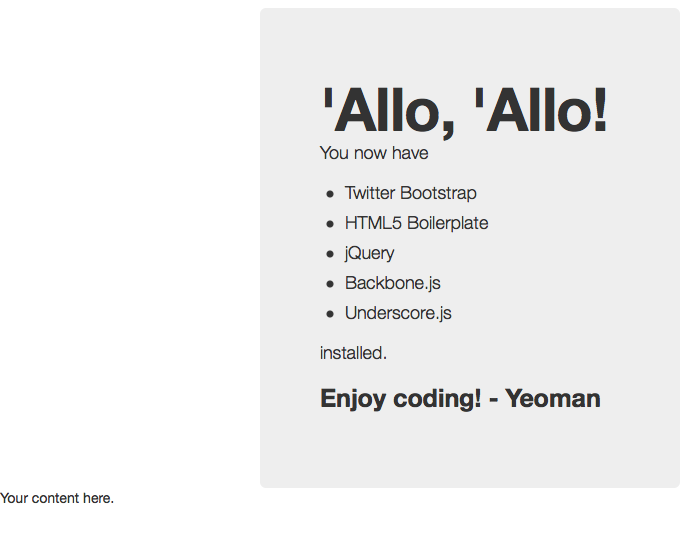 'Allo, 'Allo!
You now have
Twitter Bootstrap
HTML5 Boilerplate
jQuery
Backbone.js
Underscore.js
installed.
Enjoy coding! - Yeoman
Your content here.